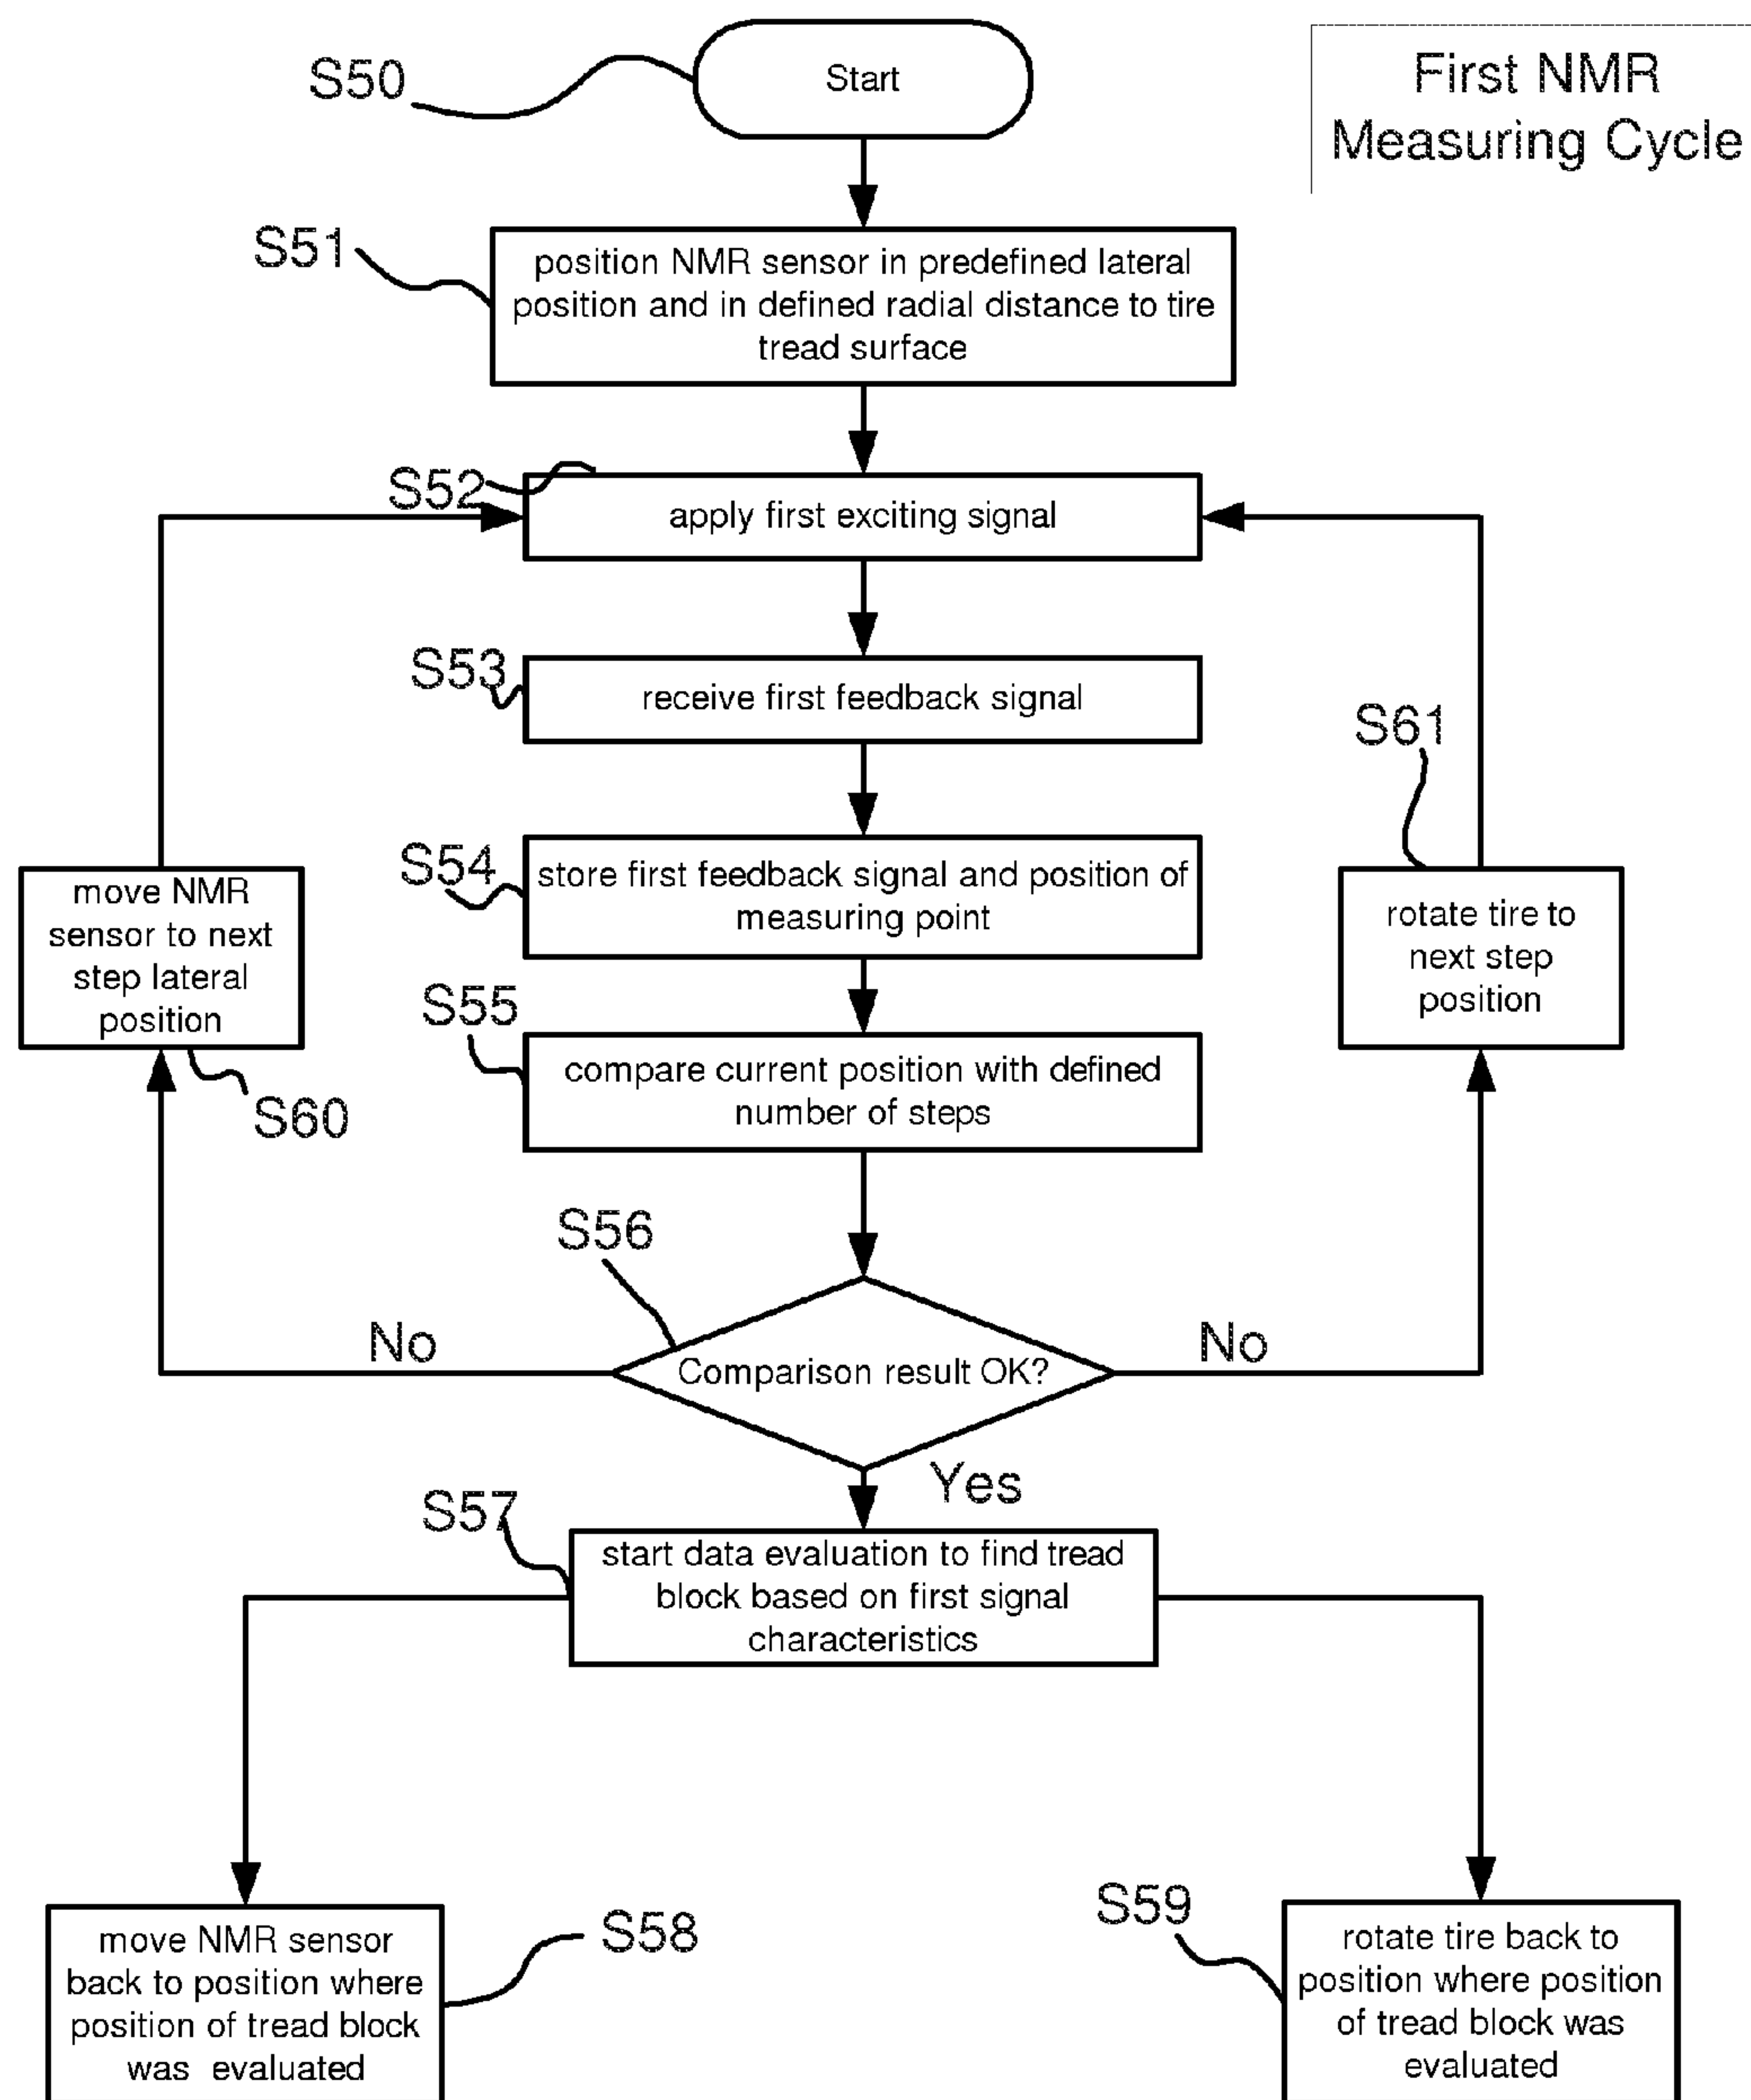 First NMR
Measuring Cycle
S50
Start
S51
position NMR sensor in predefined lateral
position and in defined radial distance to tire
tread surface
S52
apply first exciting signal
S53
receive first feedback signal
S61
S54
store first feedback signal and position of
measuring point
move NMR
sensor to next
step lateral
position
rotate tire to
next step
position
S55
compare current position with defined
number of steps
S60
S56
No
Comparison result OK?
No
Yes
S57
start data evaluation to find tread
block based on first signal
characteristics
S58
move NMR sensor
back to position where
position of tread block
was evaluated
S59
rotate tire back to
position where position
of tread block was
evaluated